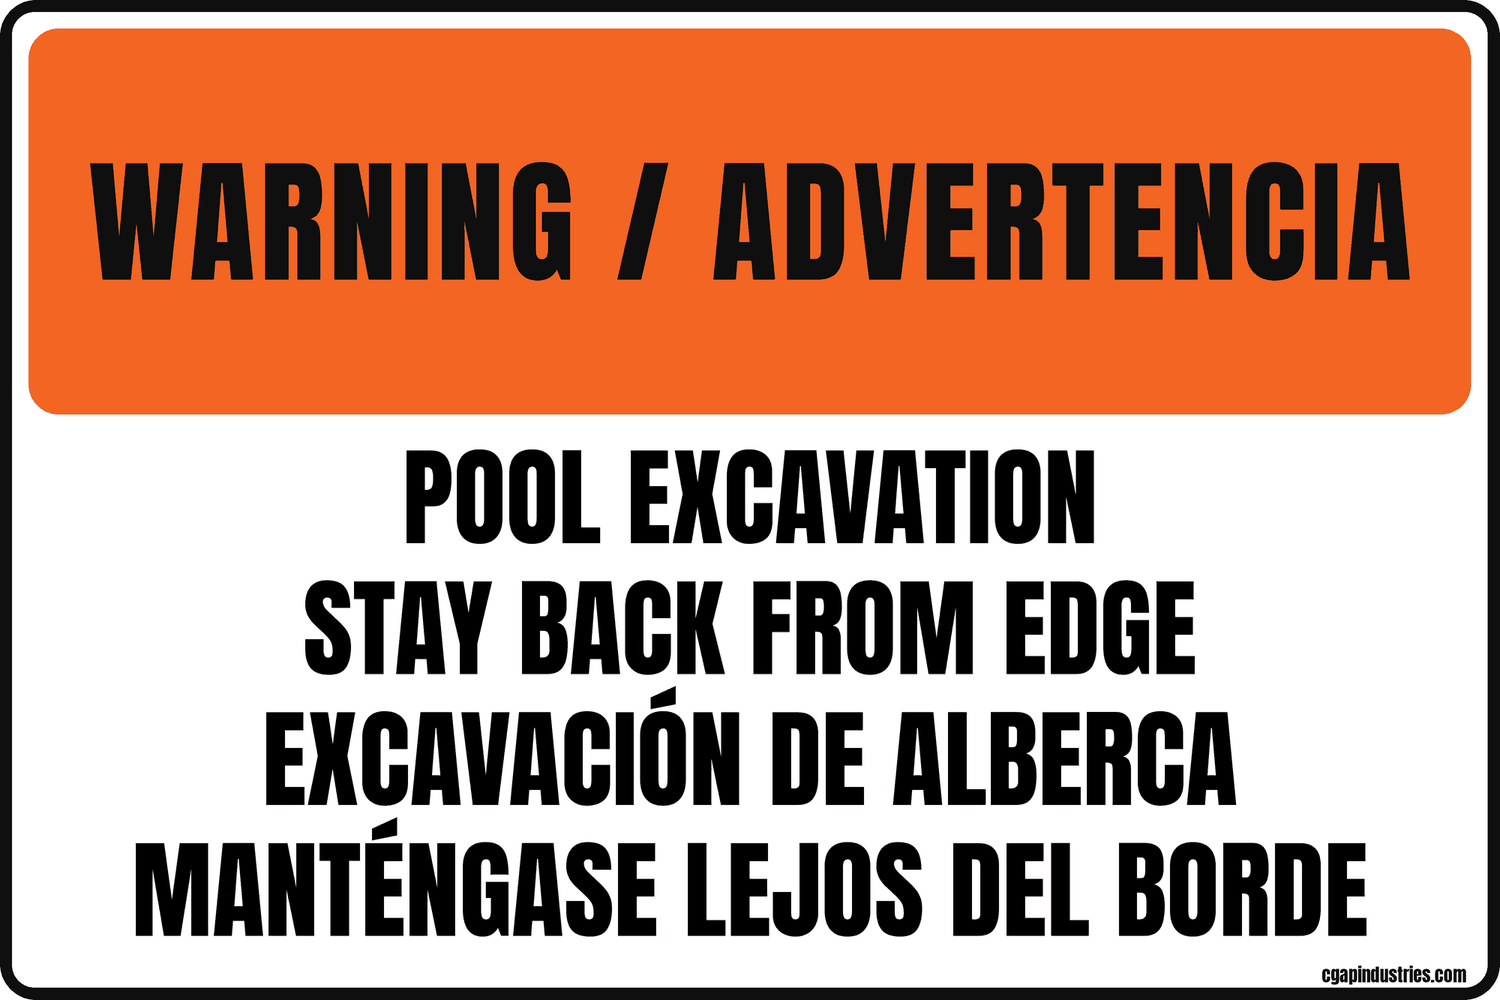 WARNING / ADVERTENCIA
POOL EXCAVATION
STAY BACK FROM EDGE
EXCAVACIÓN DE ALBERCA
MANTÉNGASE LEJOS DEL BORDE
cgapindustries.com